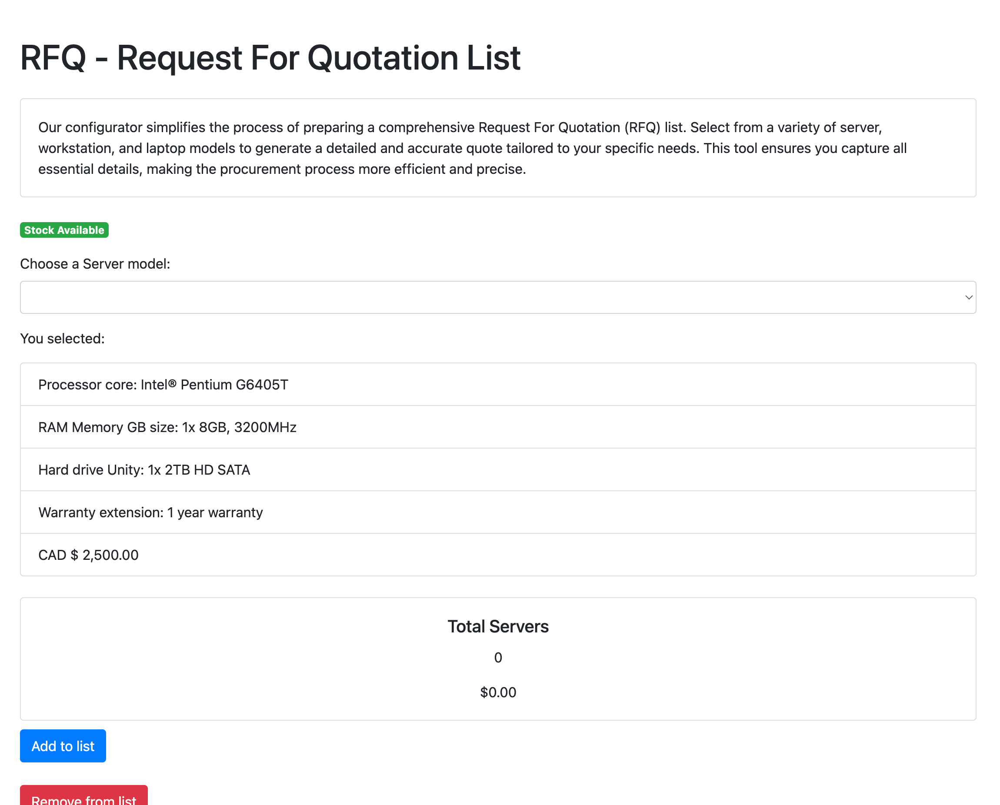 RFQ - Request For Quotation List
Our configurator simplifies the process of preparing a comprehensive Request For Quotation (RFQ) list. Select from a variety of server,
workstation, and laptop models to generate a detailed and accurate quote tailored to your specific needs. This tool ensures you capture all
essential details, making the procurement process more efficient and precise.
Stock Available
Choose a Server model:
You selected:
Processor core: Intel® Pentium G6405T
RAM Memory GB size: 1x 8GB, 3200MHz
Hard drive Unity: 1x 2TB HD SATA
Warranty extension: 1 year warranty
CAD $ 2,500.00
Total Servers
0
$0.00
Add to list
Remove from list